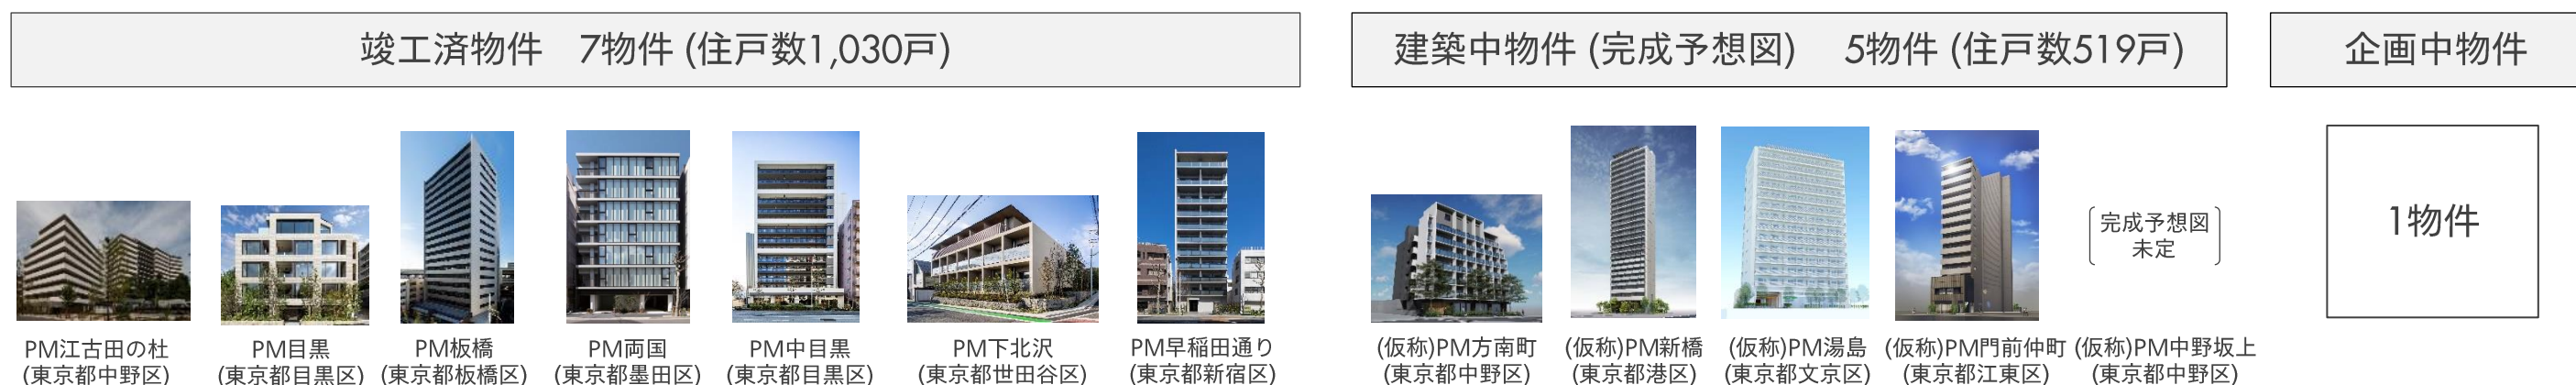 竣工済物件　7物件 (住戸数1,030戸)
建築中物件 (完成予想図)　5物件 (住戸数519戸)
企画中物件
PM江古田の杜
(東京都中野区)
PM目黒
(東京都目黒区)
PM板橋
(東京都板橋区)
PM両国
(東京都墨田区)
PM中目黒
(東京都目黒区)
PM下北沢
(東京都世田谷区)
PM早稲田通り
(東京都新宿区)
(仮称)PM方南町
(東京都中野区)
(仮称)PM新橋
(東京都港区)
(仮称)PM湯島
(東京都文京区)
(仮称)PM門前仲町
(東京都江東区)
完成予想図
未定
(仮称)PM中野坂上
(東京都中野区)
1物件